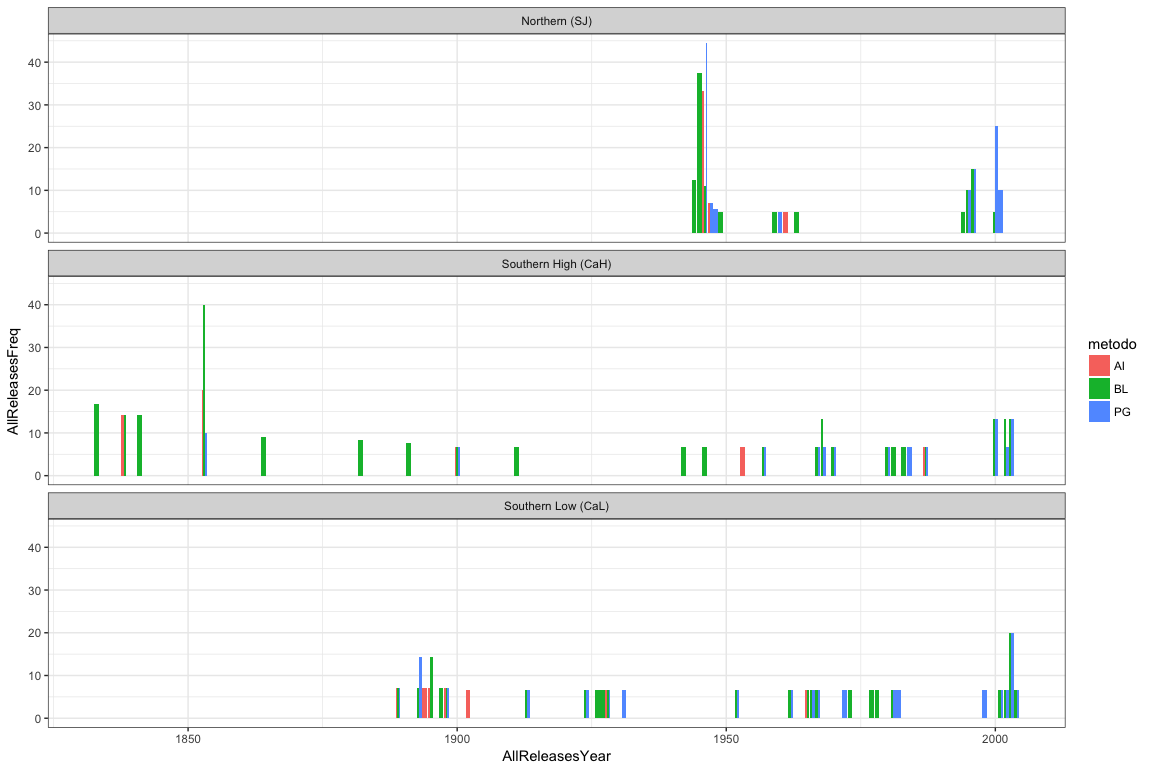 Northern (SJ)
40
30
20
10
0
Southern High (CaH)
40
30
20
10
0
Southern Low (CaL)
40
30
20
10
0
1850 1900 1950 2000
AllReleasesYear
AllReleasesFreq
metodo
AI
BL
PG